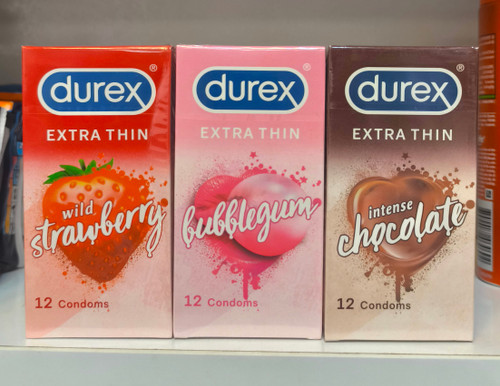 durex®
EXTRA THIN
wild
strawberry
12 Condoms
durex®
EXTRA THIN
bubblegum
12 Condoms
durex®
EXTRA THIN
intense
chocolate
12 Condoms